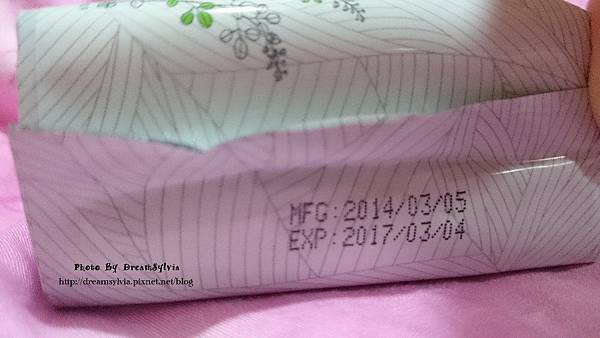 MFG:2014/03/05
EXP:2017/03/04
Photo By DreamSylvia
http://dreamsylvia.pixnet.net/blog